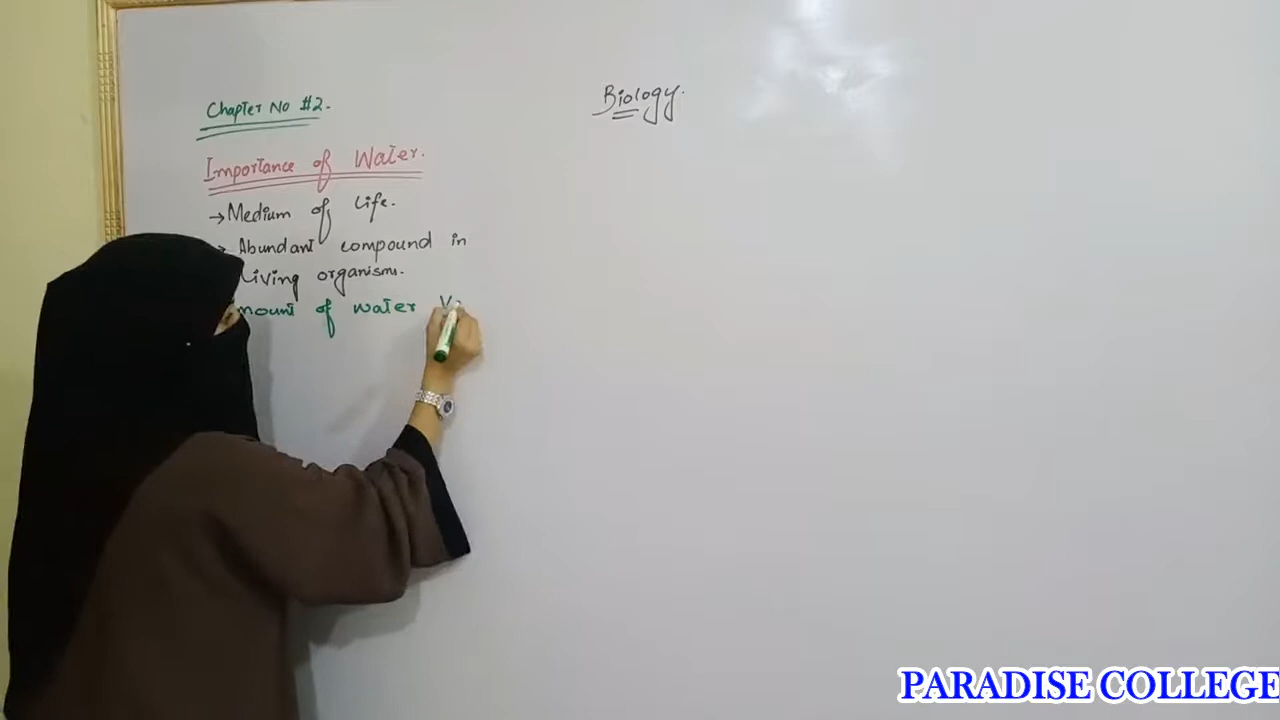 Biology.
Chapter No #2.
Importance of Water.
→ Medium of life.
Abundant compound in
living organisms.
mount of water
PARADISE COLLEGE